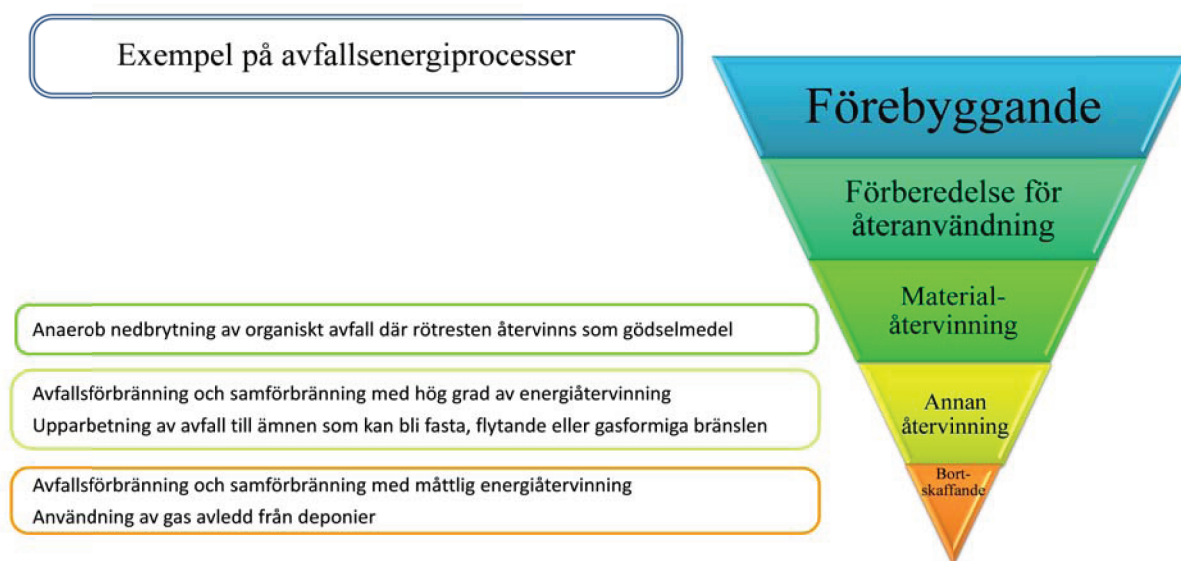 Exempel på avfallsenergiprocesser
Förebyggande
Förberedelse för
återanvändning
Material-
återvinning
Anaerob nedbrytning av organiskt avfall där rötresten återvinns som gödselmedel
Annan
återvinning
Avfallsförbränning och samförbränning med hög grad av energiåtervinning
Upparbetning av avfall till ämnen som kan bli fasta, flytande eller gasformiga bränslen
Bort-
skaffande
Avfallsförbränning och samförbränning med måttlig energiåtervinning
Användning av gas avledd från deponier